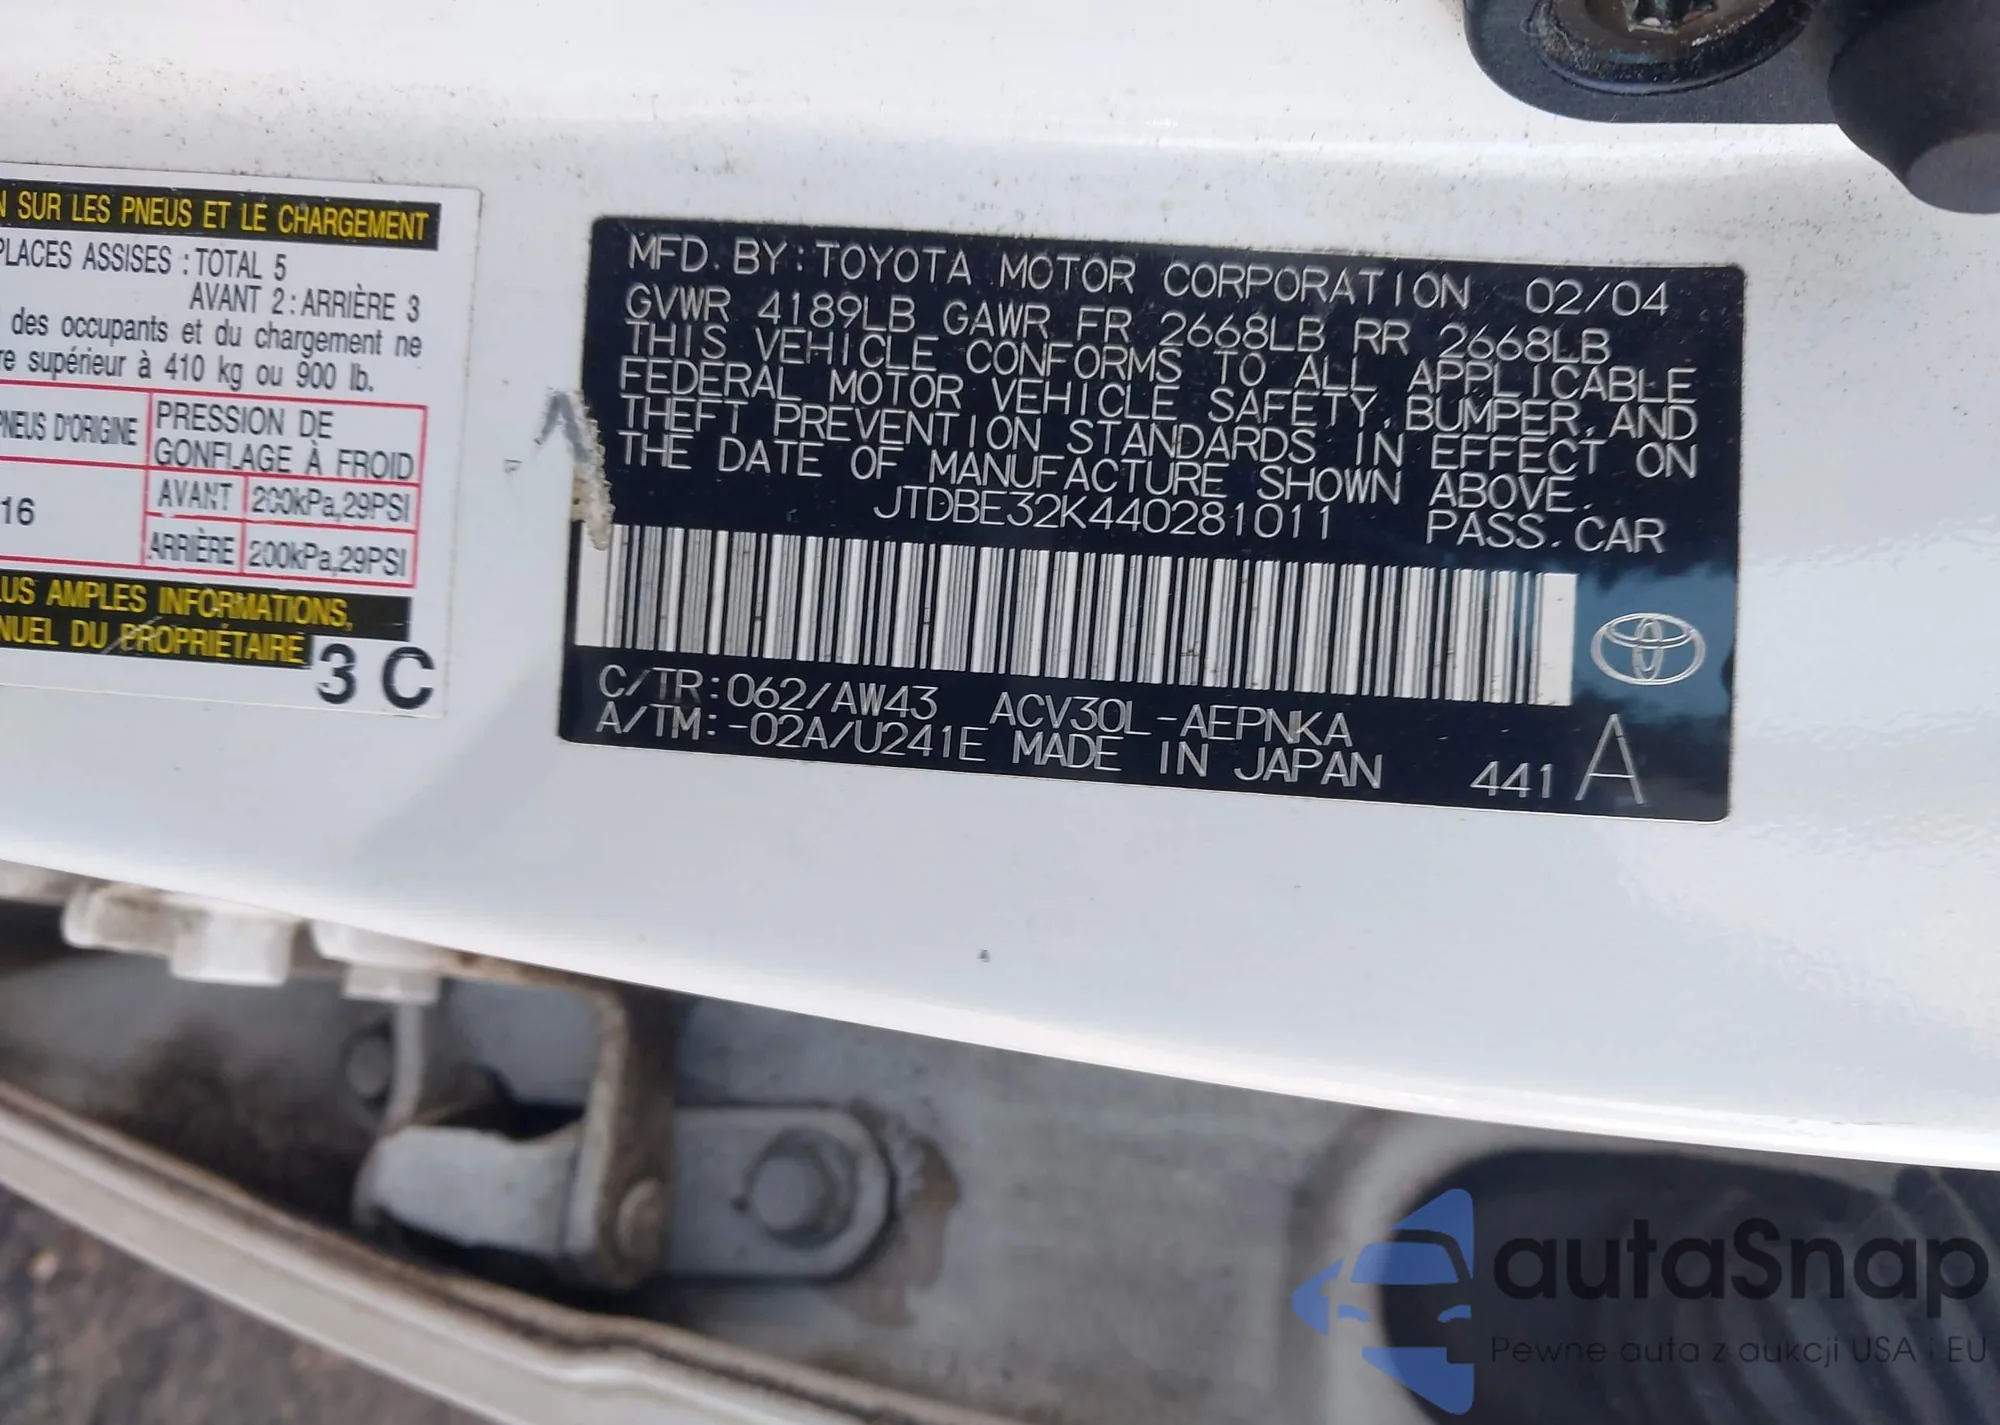 N SUR LES PNEUS ET LE CHARGEMENT
PLACES ASSISES : TOTAL 5
AVANT 2 : ARRIÈRE 3
des occupants et du chargement ne
re supérieur à 410 kg ou 900 lb.
PNEUS D'ORIGINE
PRESSION DE
GONFLAGE À FROID
16
AVANT 200kPa,29PSI
ARRIÈRE 200kPa,29PSI
LUS AMPLES INFORMATIONS,
NUEL DU PROPRIÉTAIRE
3 C
MFD. BY: TOYOTA MOTOR CORPORATION 02/04
GVWR 4189LB GAWR FR 2668LB RR 2668LB
THIS VEHICLE CONFORMS TO ALL APPLICABLE
FEDERAL MOTOR VEHICLE SAFETY, BUMPER, AND
THEFT PREVENTION STANDARDS IN EFFECT ON
THE DATE OF MANUFACTURE SHOWN ABOVE.
JTDBE32K440281011 PASS. CAR
C/TR: 062/AW43 ACV30L-AEPNKA
A/TM: -02A/U241E MADE IN JAPAN 441 A
autaSnap
Pewne auta z aukcji USA i EU